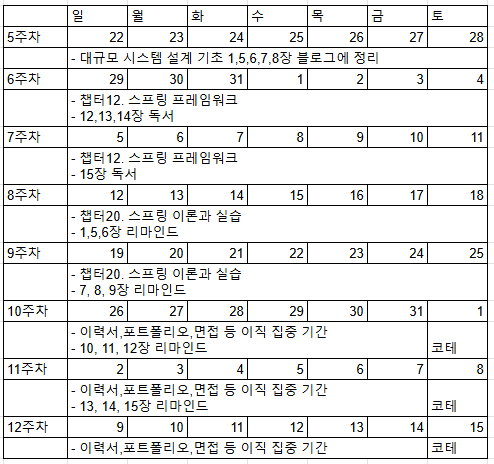 일 월 화 수 목 금 토
5주차 22 23 24 25 26 27 28
- 대규모 시스템 설계 기초 1,5,6,7,8장 블로그에 정리
6주차 29 30 31 1 2 3 4
- 챕터12. 스프링 프레임워크
- 12,13,14장 독서
7주차 5 6 7 8 9 10 11
- 챕터12. 스프링 프레임워크
- 15장 독서
8주차 12 13 14 15 16 17 18
- 챕터20. 스프링 이론과 실습
- 1,5,6장 리마인드
9주차 19 20 21 22 23 24 25
- 챕터20. 스프링 이론과 실습
- 7, 8, 9장 리마인드
10주차 26 27 28 29 30 31 1
- 이력서,포트폴리오,면접 등 이직 집중 기간
- 10, 11, 12장 리마인드 코테
11주차 2 3 4 5 6 7 8
- 이력서,포트폴리오,면접 등 이직 집중 기간
- 13, 14, 15장 리마인드 코테
12주차 9 10 11 12 13 14 15
- 이력서,포트폴리오,면접 등 이직 집중 기간 코테